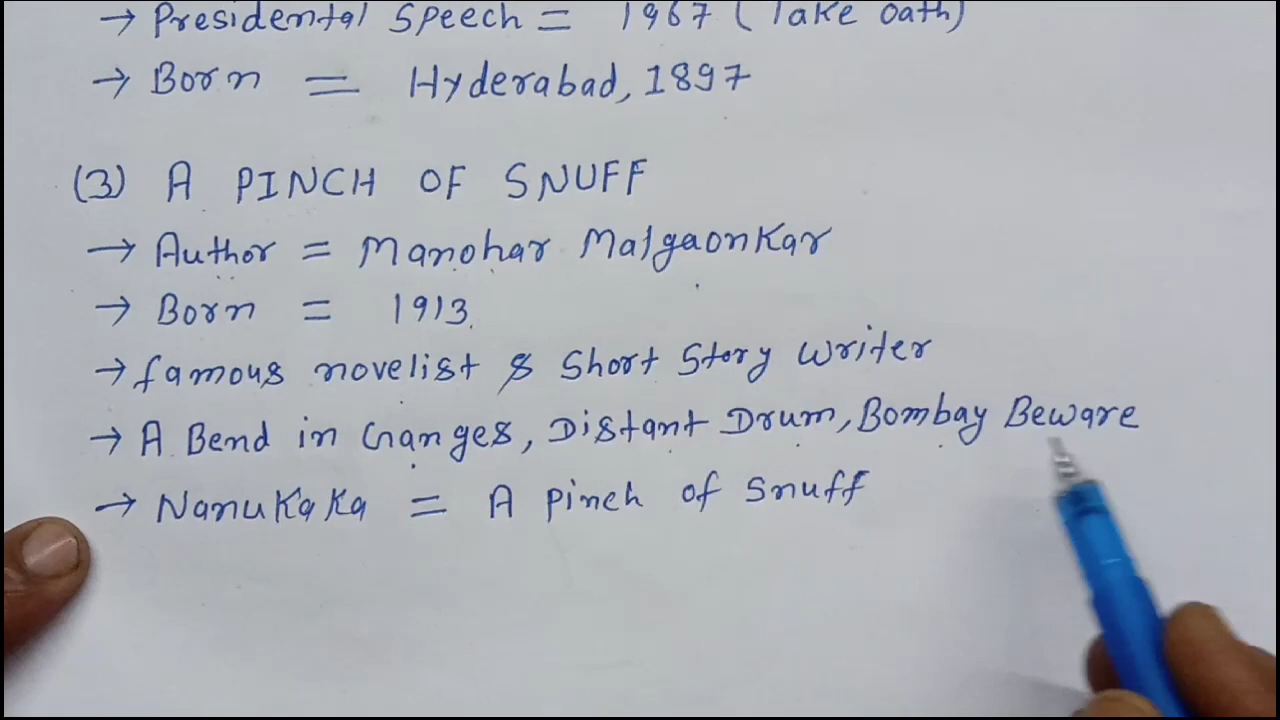 → Presidental Speech = 1967 (Take oath)
→ Born = Hyderabad, 1897
(3) A PINCH OF SNUFF
→ Author = Manohar Malgaonkar
→ Born = 1913
→ famous novelist & Short Story Writer
→ A Bend in Ganges, Distant Drum, Bombay Beware
→ NanuKaKa = A pinch of Snuff